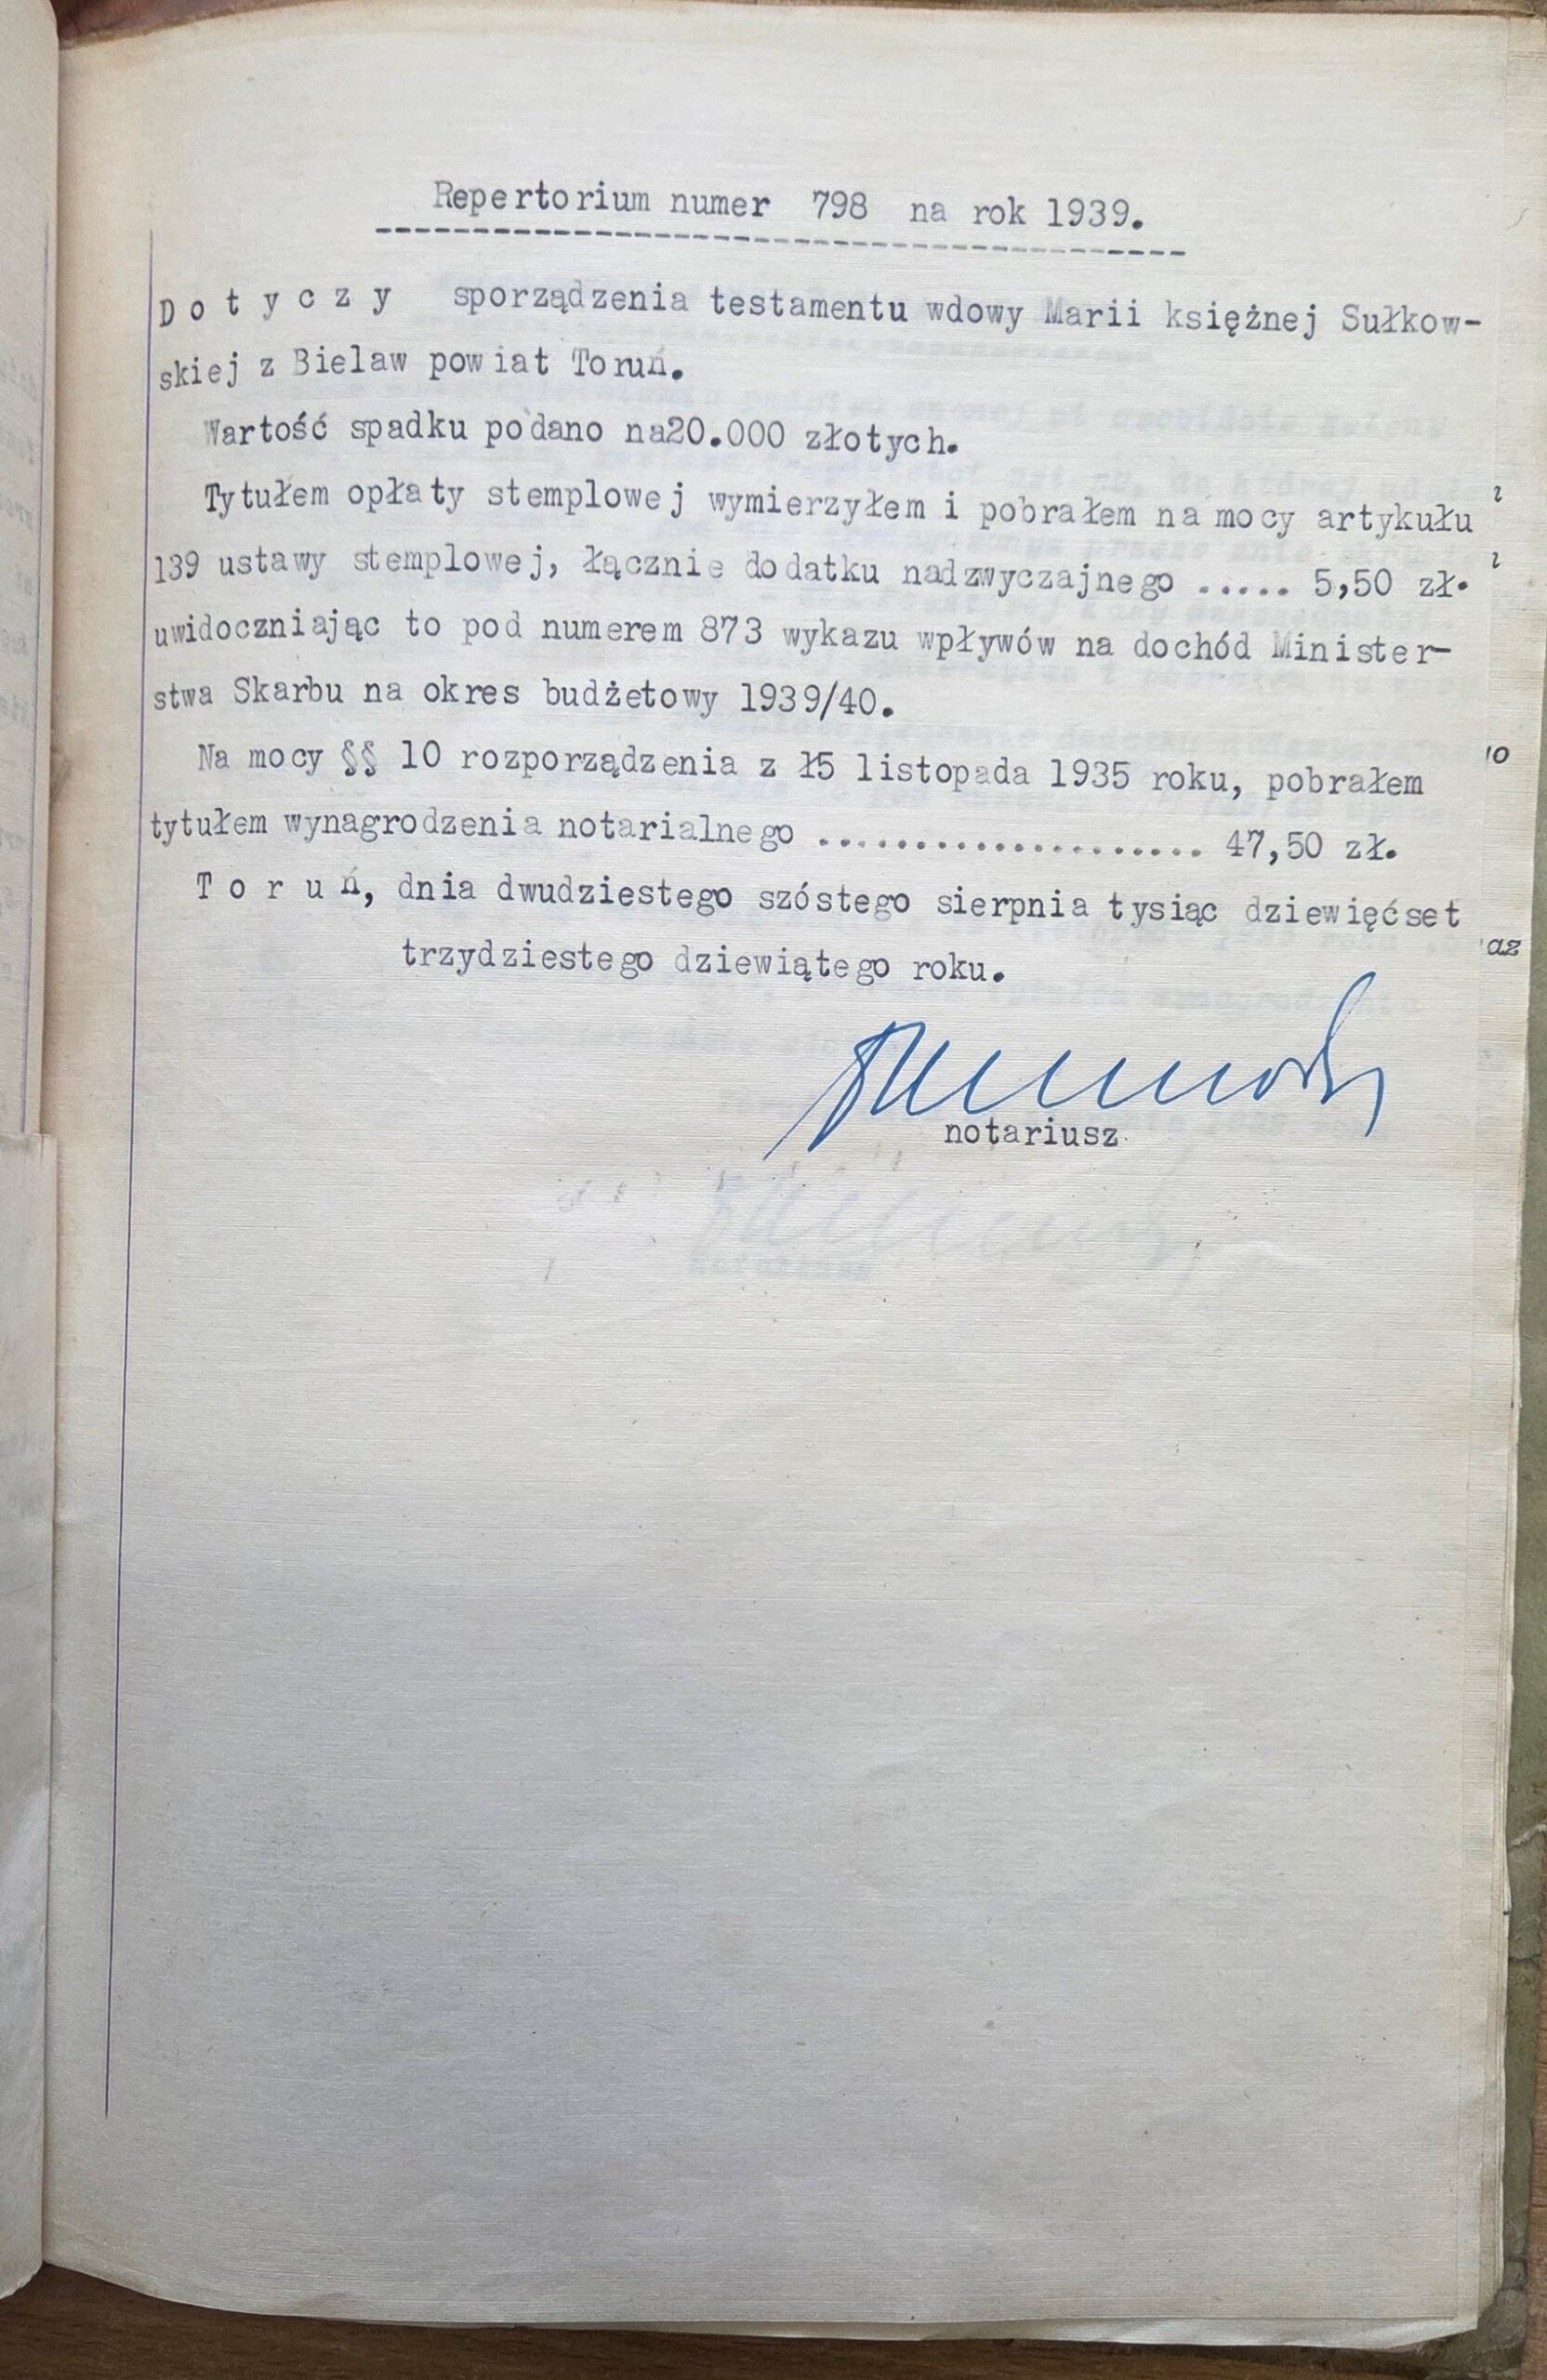 Repertorium numer 798 na rok 1939.
D o t y c z y sporządzenia testamentu wdowy Marii księżnej Sułkow-
skiej z Bielaw powiat Toruń.
Wartość spadku podano na20.000 złotych.
Tytułem opłaty stemplowej wymierzyłem i pobrałem na mocy artykułu
139 ustawy stemplowej, łącznie dodatku nadzwyczajnego ..... 5,50 zł.
uwidoczniając to pod numerem 873 wykazu wpływów na dochód Minister-
stwa Skarbu na okres budżetowy 1939/40.
Na mocy §§ 10 rozporządzenia z ł5 listopada 1935 roku, pobrałem
tytułem wynagrodzenia notarialnego .................... 47,50 zł.
T o r u ń, dnia dwudziestego szóstego sierpnia tysiąc dziewięćset
trzydziestego dziewiątego roku.
notariusz